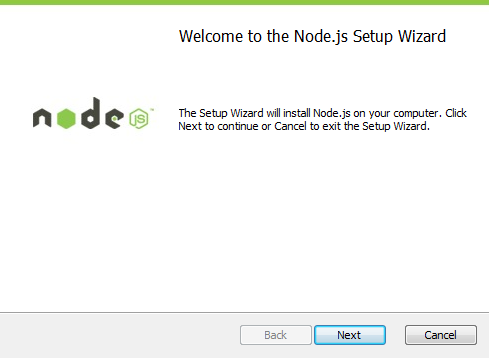 Welcome to the Node.js Setup Wizard
node JS ™
The Setup Wizard will install Node.js on your computer. Click
Next to continue or Cancel to exit the Setup Wizard.
Back
Next
Cancel